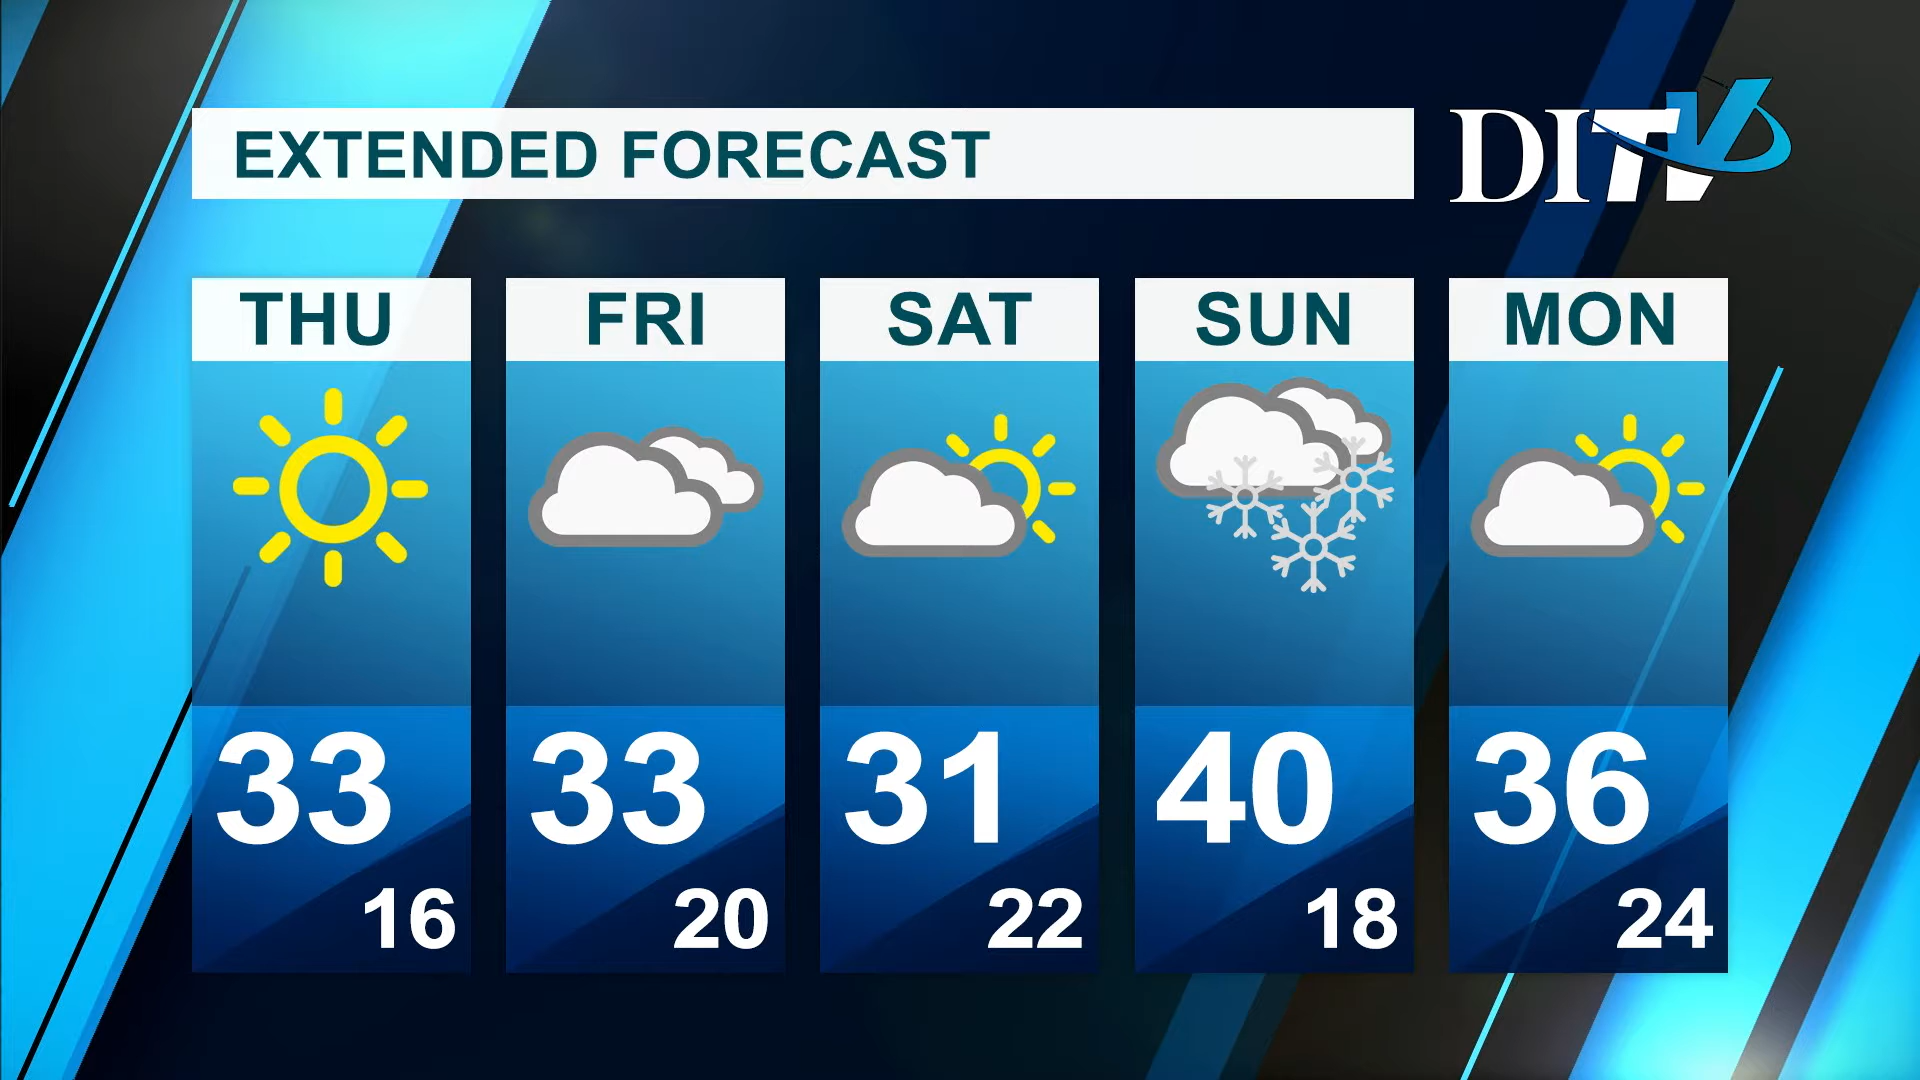 EXTENDED FORECAST
DITV
THU FRI SAT SUN MON
33 33 31 40 36
16 20 22 18 24